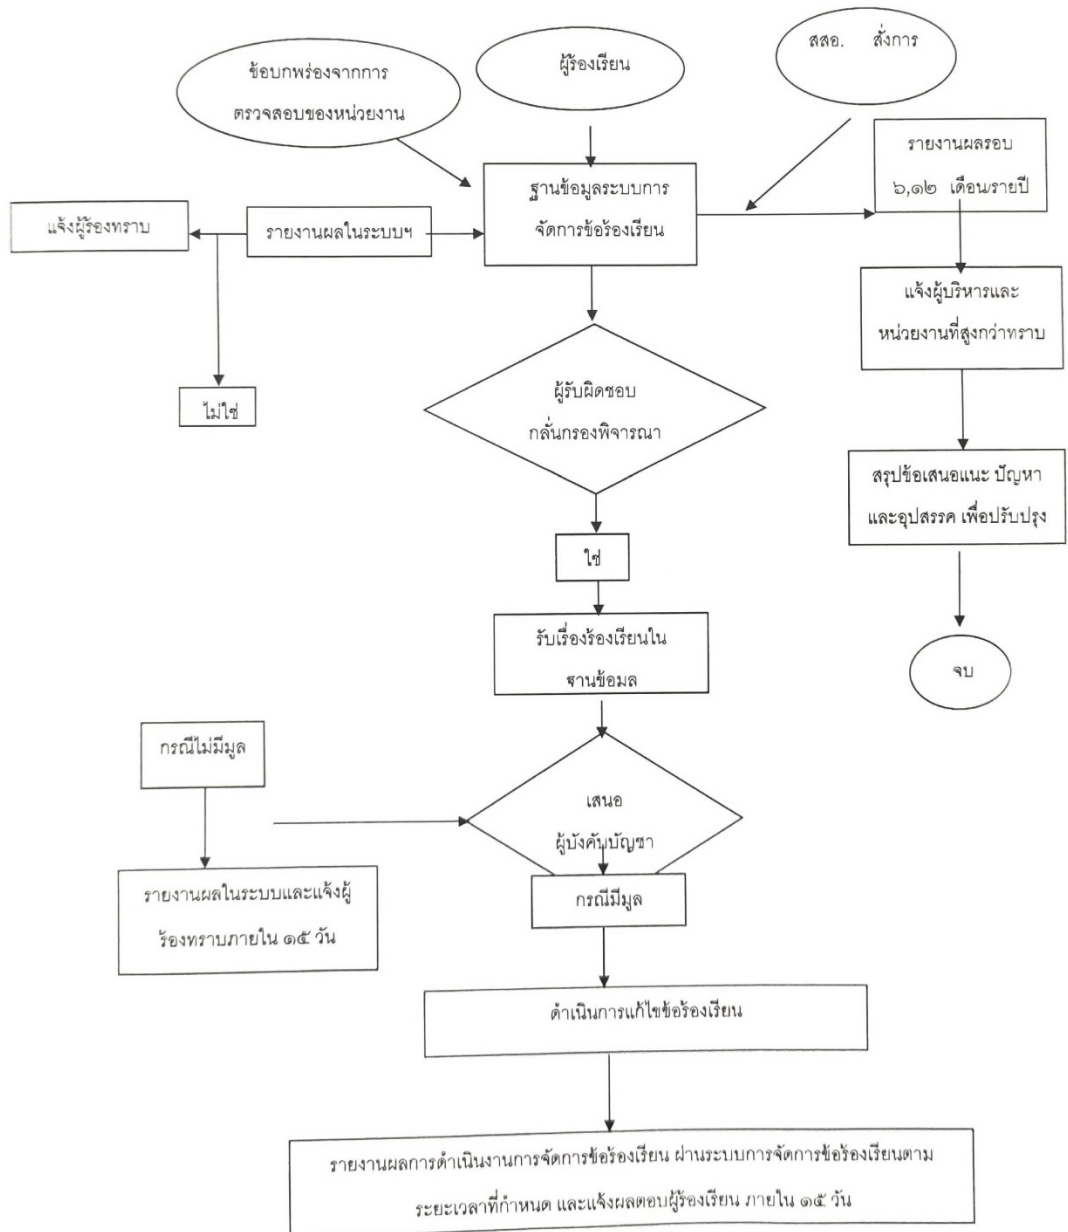 สสอ. สั่งการ
ผู้ร้องเรียน
ข้อบกพร่องจากการ
ตรวจสอบของหน่วยงาน
รายงานผลรอบ
๖,๑๒ เดือน/รายปี
ฐานข้อมูลระบบการ
จัดการข้อร้องเรียน
แจ้งผู้ร้องทราบ
รายงานผลในระบบฯ
แจ้งผู้บริหารและ
หน่วยงานที่สูงกว่าทราบ
ไม่ใช่
ผู้รับผิดชอบ
กลั่นกรองพิจารณา
สรุปข้อเสนอแนะ ปัญหา
และอุปสรรค เพื่อปรับปรุง
ใช่
รับเรื่องร้องเรียนใน
ฐานข้อมูล
จบ
กรณีไม่มีมูล
เสนอ
ผู้บังคับบัญชา
รายงานผลในระบบและแจ้งผู้
ร้องทราบภายใน ๑๕ วัน
กรณีมีมูล
ดำเนินการแก้ไขข้อร้องเรียน
รายงานผลการดำเนินงานการจัดการข้อร้องเรียน ผ่านระบบการจัดการข้อร้องเรียนตาม
ระยะเวลาที่กำหนด และแจ้งผลตอบผู้ร้องเรียน ภายใน ๑๕ วัน